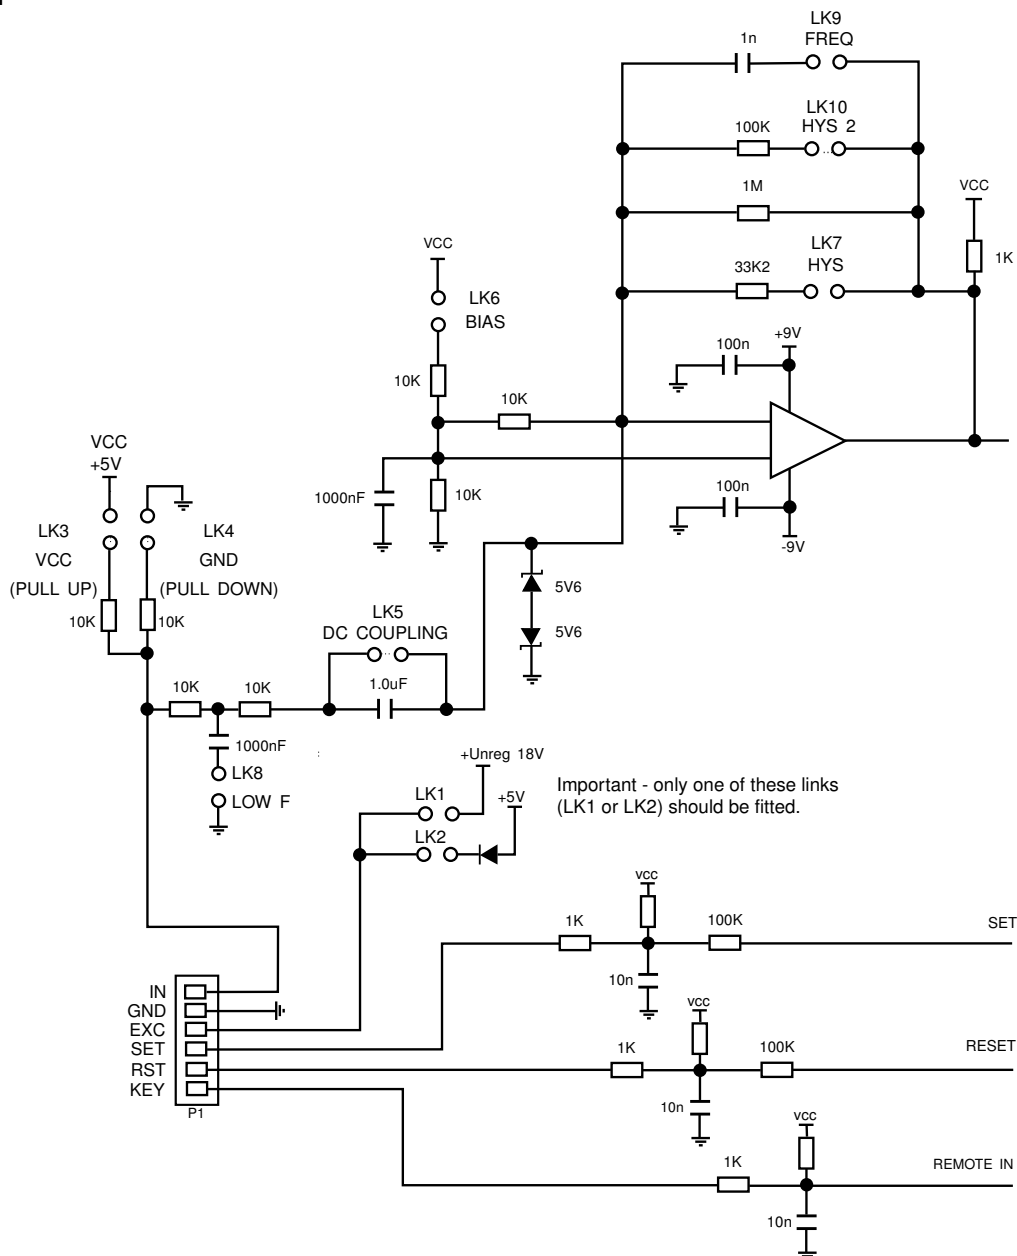 LK9
FREQ
1n
LK10
HYS 2
100K
1M
VCC
1K
LK7
HYS
33K2
VCC
LK6
BIAS
+9V
100n
10K
10K
VCC
+5V
1000nF
10K
100n
-9V
LK3
VCC
(PULL UP)
LK4
GND
(PULL DOWN)
10K
10K
5V6
5V6
LK5
DC COUPLING
1.0uF
10K
10K
1000nF
LK8
LOW F
+Unreg 18V
LK1
+5V
LK2
Important - only one of these links
(LK1 or LK2) should be fitted.
vcc
1K
100K
SET
10n
vcc
1K
100K
RESET
10n
vcc
1K
REMOTE IN
10n
IN
GND
EXC
SET
RST
KEY
P1